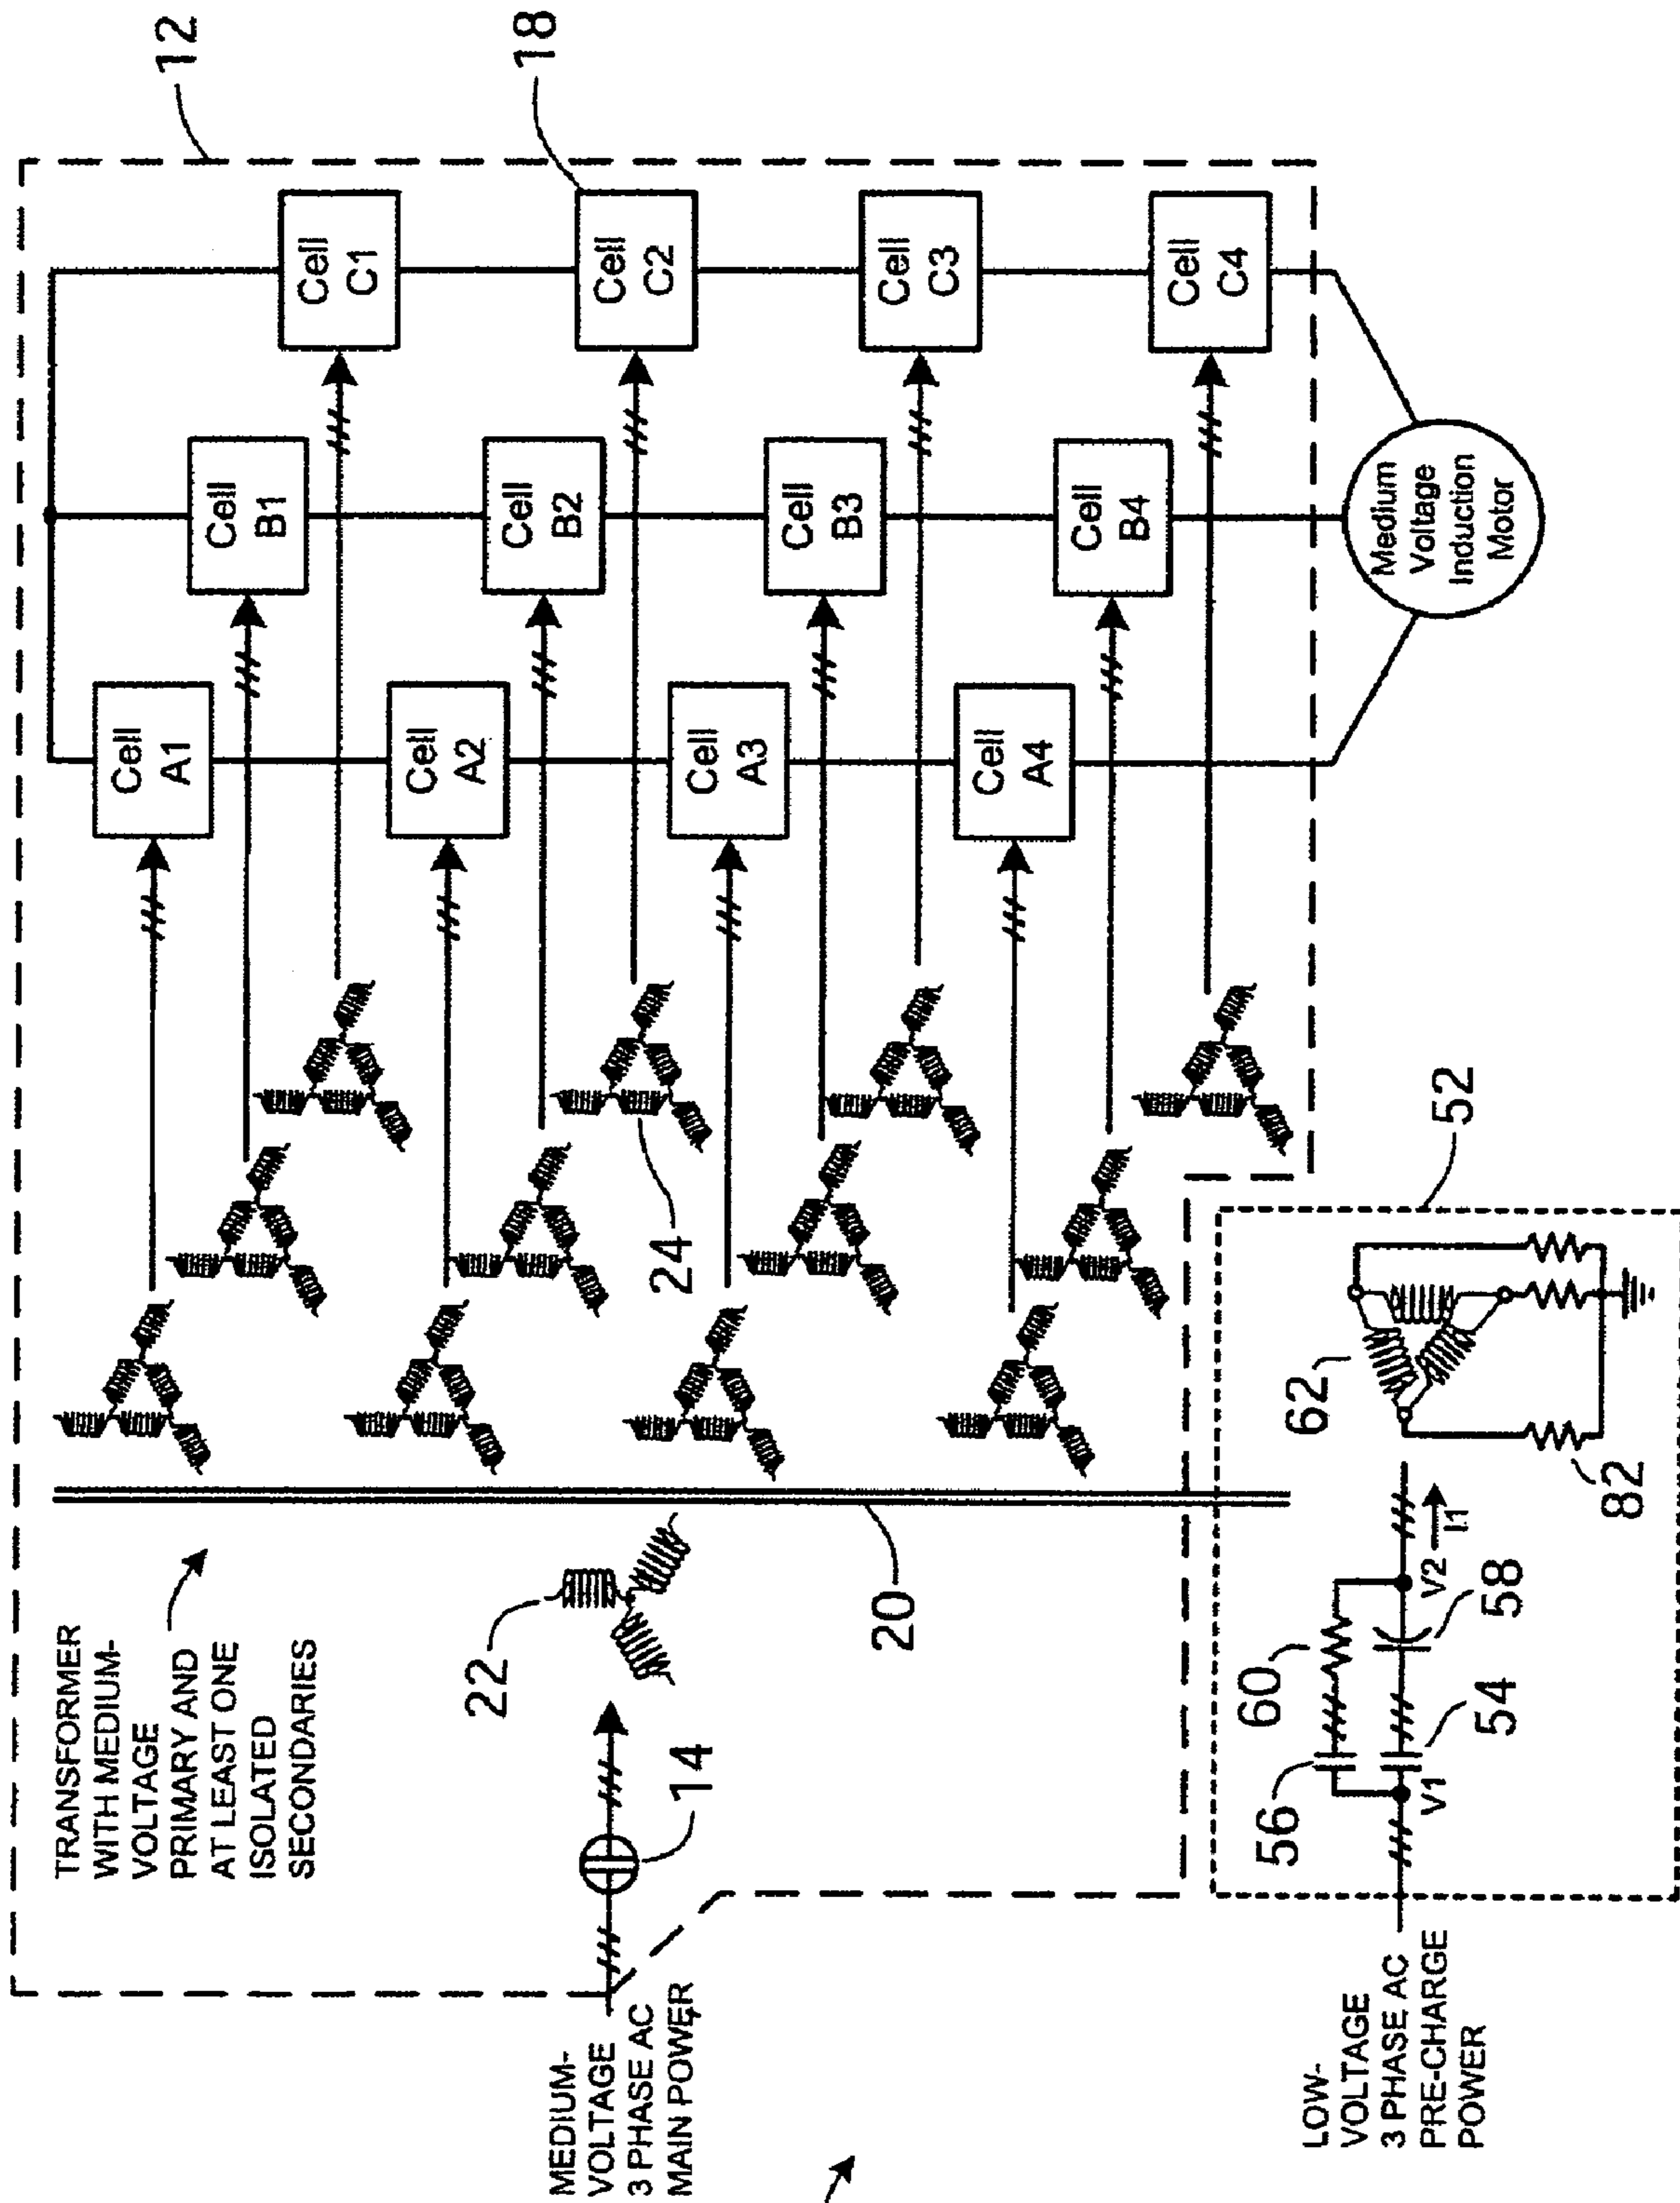 TRANSFORMER
WITH MEDIUM-
VOLTAGE
PRIMARY AND
AT LEAST ONE
ISOLATED
SECONDARIES
12
18
Cell
A1
Cell
B1
Cell
C1
Cell
A2
Cell
B2
Cell
C2
Cell
A3
Cell
B3
Cell
C3
Cell
A4
Cell
B4
Cell
C4
22
24
20
14
MEDIUM-
VOLTAGE
3 PHASE AC
MAIN POWER
Medium
Voltage
Induction
Motor
52
62
82
56
60
54
58
V1
V2
I1
LOW-
VOLTAGE
3 PHASE AC
PRE-CHARGE
POWER